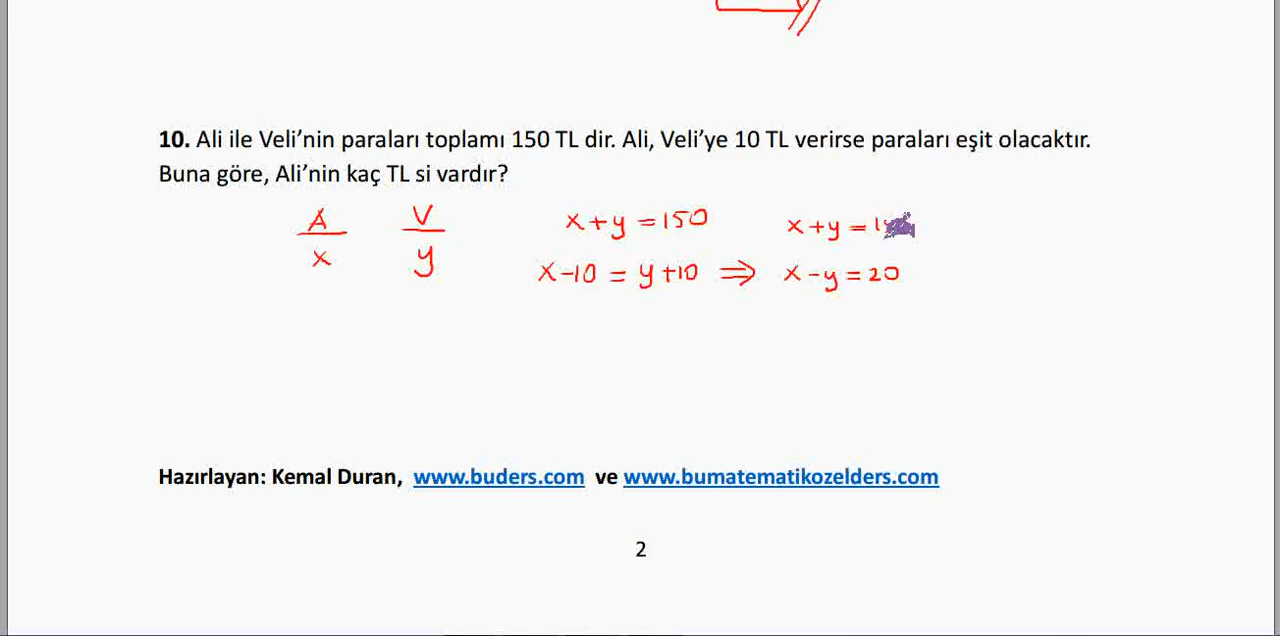 10. Ali ile Veli’nin paraları toplamı 150 TL dir. Ali, Veli’ye 10 TL verirse paraları eşit olacaktır.
Buna göre, Ali’nin kaç TL si vardır?
A V x+y=150 x+y=
x y x-10=y+10 ⇒ x-y=20
Hazırlayan: Kemal Duran, www.buders.com ve www.bumatematikozelders.com
2